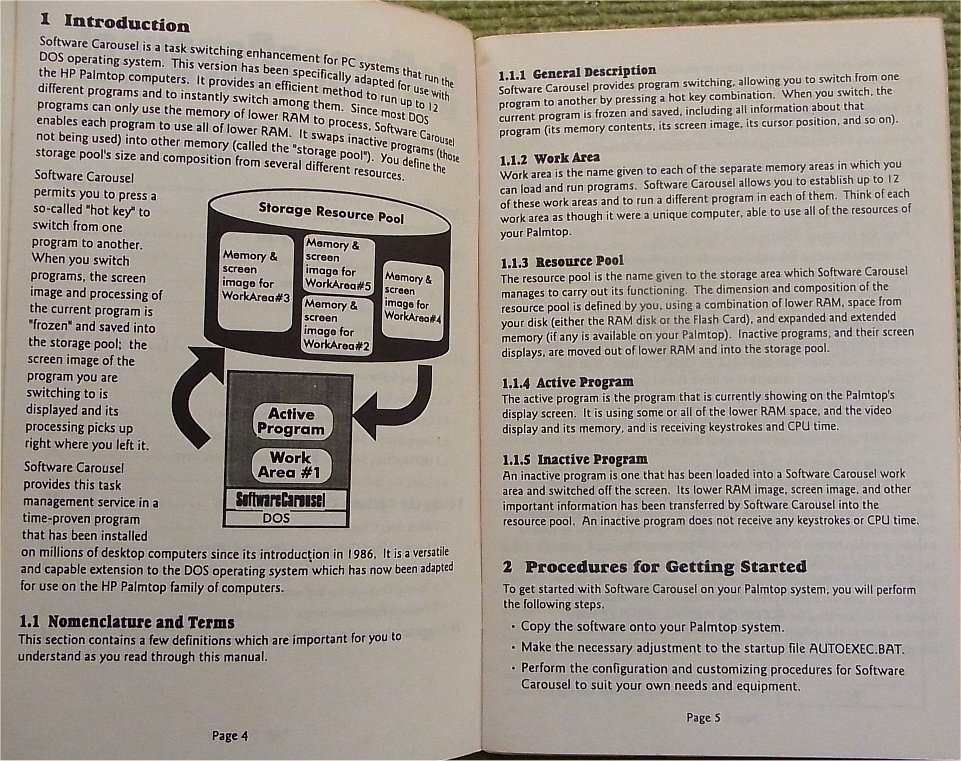 1 Introduction
Software Carousel is a task switching enhancement for PC systems that run the
DOS operating system. This version has been specifically adapted for use with
the HP Palmtop computers. It provides an efficient method to run up to 12
different programs and to instantly switch among them. Since most DOS
programs can only use the memory of lower RAM to process, Software Carousel
enables each program to use all of lower RAM. It swaps inactive programs (those
not being used) into other memory (called the "storage pool"). You define the
storage pool's size and composition from several different resources.
Software Carousel
permits you to press a
so-called "hot key" to
switch from one
program to another.
When you switch
programs, the screen
image and processing of
the current program is
"frozen" and saved into
the storage pool; the
screen image of the
program you are
switching to is
displayed and its
processing picks up
right where you left it.
Software Carousel
provides this task
management service in a
time-proven program
that has been installed
on millions of desktop computers since its introduction in 1986. It is a versatile
and capable extension to the DOS operating system which has now been adapted
for use on the HP Palmtop family of computers.
Storage Resource Pool
Memory &
screen
image for
WorkArea#3
Memory &
screen
image for
WorkArea#5
Memory &
screen
image for
WorkArea#2
Memory &
screen
image for
WorkArea#4
Active
Program
Work
Area #1
SoftwareCarousel
DOS
1.1 Nomenclature and Terms
This section contains a few definitions which are important for you to
understand as you read through this manual.
Page 4
1.1.1 General Description
Software Carousel provides program switching, allowing you to switch from one
program to another by pressing a hot key combination. When you switch, the
current program is frozen and saved, including all information about that
program (its memory contents, its screen image, its cursor position, and so on).
1.1.2 Work Area
Work area is the name given to each of the separate memory areas in which you
can load and run programs. Software Carousel allows you to establish up to 12
of these work areas and to run a different program in each of them. Think of each
work area as though it were a unique computer, able to use all of the resources of
your Palmtop.
1.1.3 Resource Pool
The resource pool is the name given to the storage area which Software Carousel
manages to carry out its functioning. The dimension and composition of the
resource pool is defined by you, using a combination of lower RAM, space from
your disk (either the RAM disk or the Flash Card), and expanded and extended
memory (if any is available on your Palmtop). Inactive programs, and their screen
displays, are moved out of lower RAM and into the storage pool.
1.1.4 Active Program
The active program is the program that is currently showing on the Palmtop's
display screen. It is using some or all of the lower RAM space, and the video
display and its memory, and is receiving keystrokes and CPU time.
1.1.5 Inactive Program
An inactive program is one that has been loaded into a Software Carousel work
area and switched off the screen. Its lower RAM image, screen image, and other
important information has been transferred by Software Carousel into the
resource pool. An inactive program does not receive any keystrokes or CPU time.
2 Procedures for Getting Started
To get started with Software Carousel on your Palmtop system, you will perform
the following steps.
· Copy the software onto your Palmtop system.
· Make the necessary adjustment to the startup file AUTOEXEC.BAT.
· Perform the configuration and customizing procedures for Software
Carousel to suit your own needs and equipment.
Page 5